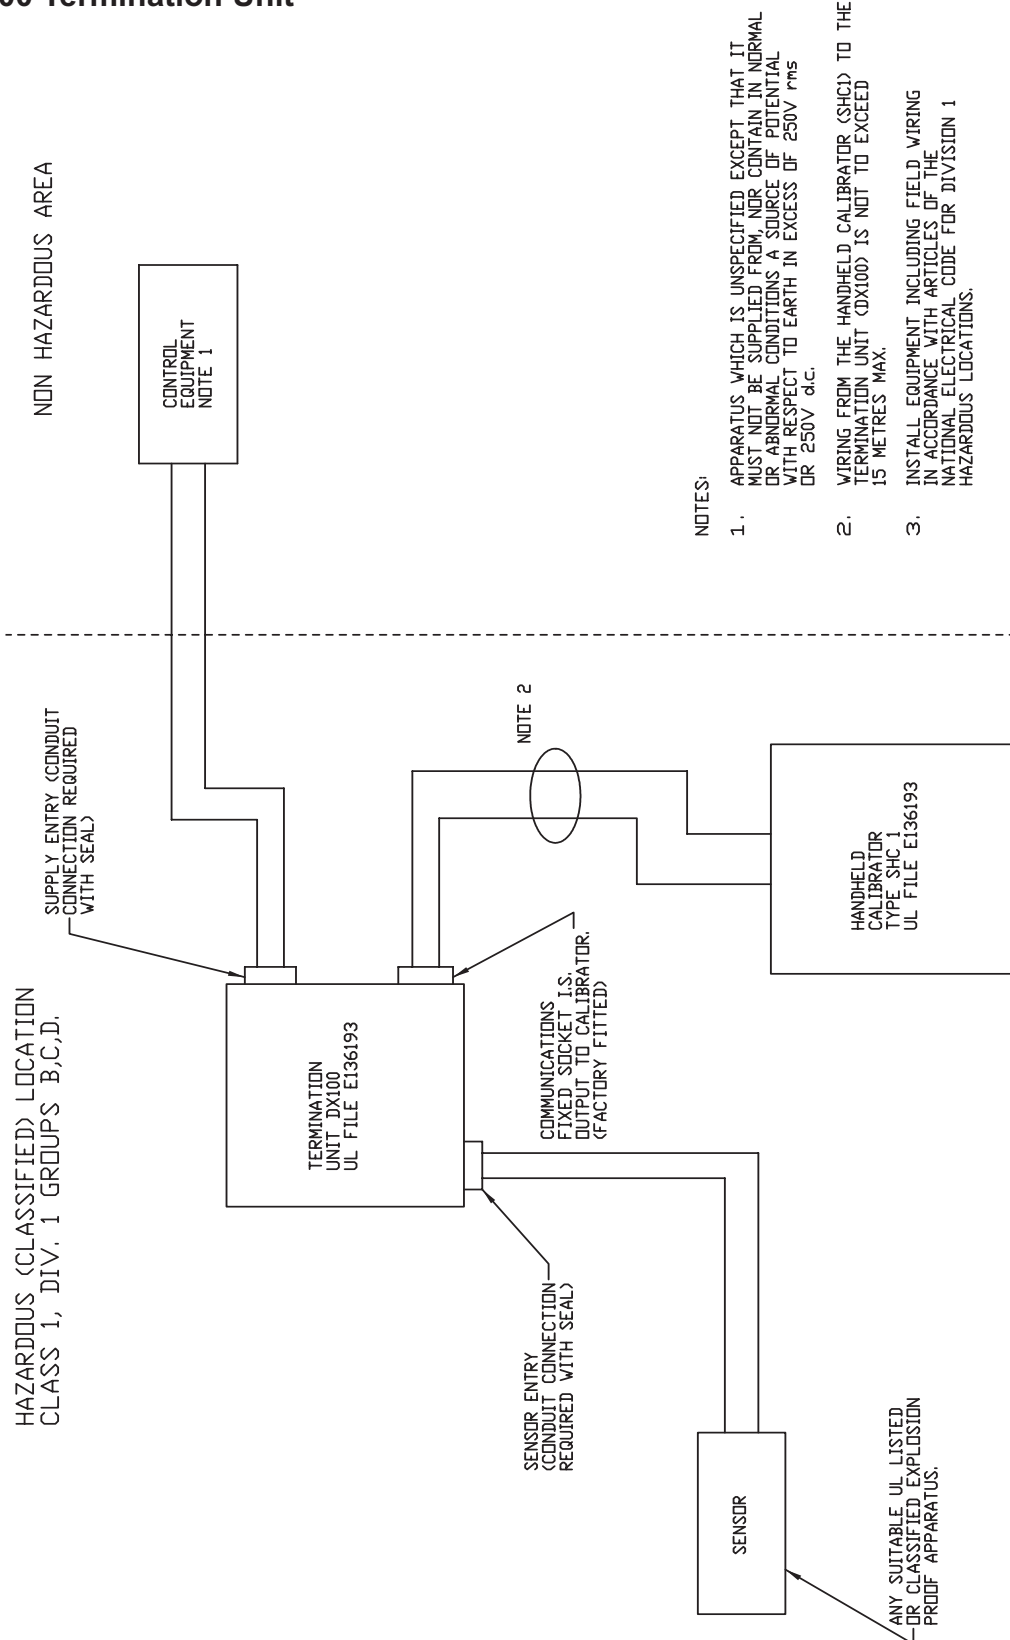 00 Termination Unit
HAZARDOUS (CLASSIFIED) LOCATION
CLASS 1, DIV. 1 GROUPS B,C,D.
NON HAZARDOUS AREA
SUPPLY ENTRY (CONDUIT
CONNECTION REQUIRED
WITH SEAL)
CONTROL
EQUIPMENT
NOTE 1
TERMINATION
UNIT DX100
UL FILE E136193
SENSOR ENTRY
(CONDUIT CONNECTION
REQUIRED WITH SEAL)
COMMUNICATIONS
FIXED SOCKET I.S.
OUTPUT TO CALIBRATOR.
(FACTORY FITTED)
NOTE 2
SENSOR
ANY SUITABLE UL LISTED
OR CLASSIFIED EXPLOSION
PROOF APPARATUS.
HANDHELD
CALIBRATOR
TYPE SHC 1
UL FILE E136193
NOTES:
1. APPARATUS WHICH IS UNSPECIFIED EXCEPT THAT IT
MUST NOT BE SUPPLIED FROM, NOR CONTAIN IN NORMAL
OR ABNORMAL CONDITIONS A SOURCE OF POTENTIAL
WITH RESPECT TO EARTH IN EXCESS OF 250V rms
OR 250V d.c.
2. WIRING FROM THE HANDHELD CALIBRATOR (SHC1) TO THE
TERMINATION UNIT (DX100) IS NOT TO EXCEED
15 METRES MAX.
3. INSTALL EQUIPMENT INCLUDING FIELD WIRING
IN ACCORDANCE WITH ARTICLES OF THE
NATIONAL ELECTRICAL CODE FOR DIVISION 1
HAZARDOUS LOCATIONS.